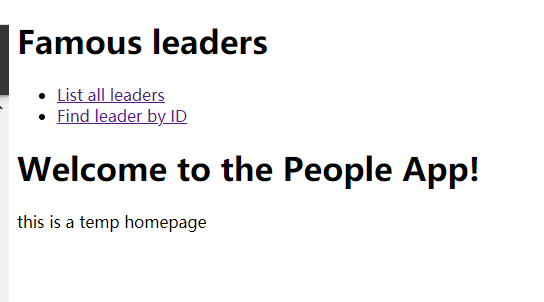 Famous leaders
List all leaders
Find leader by ID
Welcome to the People App!
this is a temp homepage